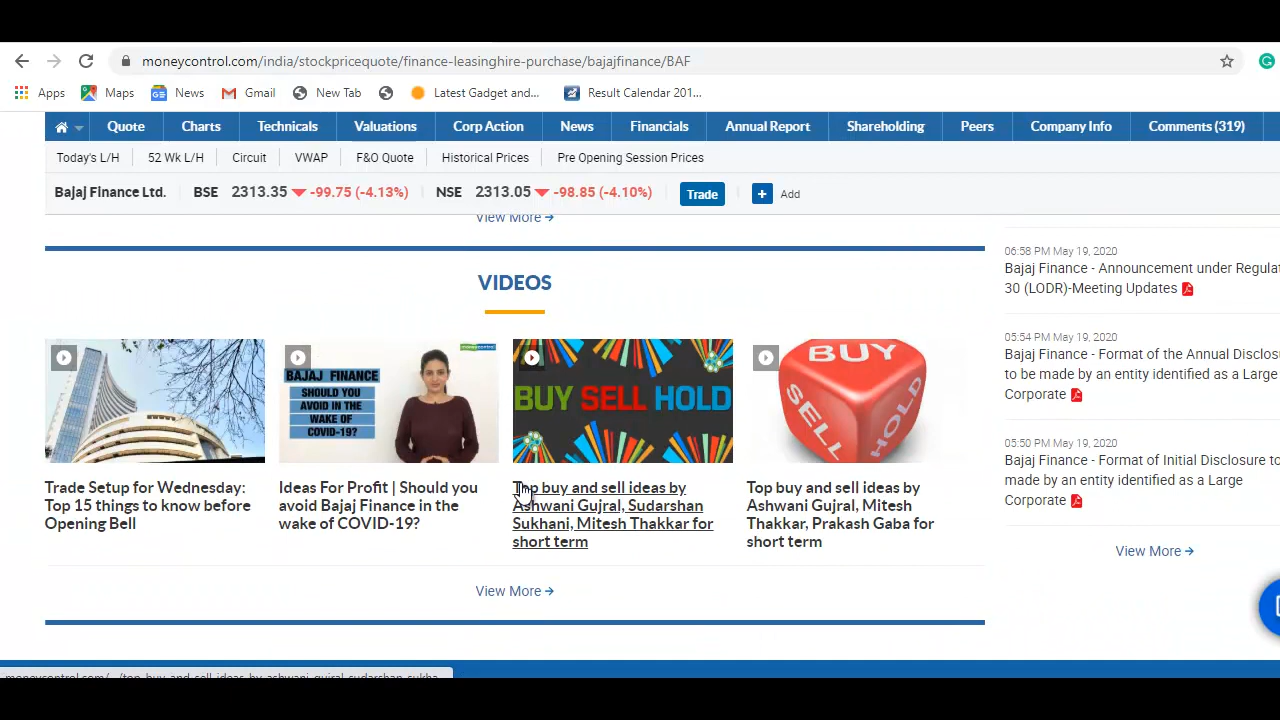 moneycontrol.com/india/stockpricequote/finance-leasinghire-purchase/bajajfinance/BAF
Apps Maps News Gmail New Tab Latest Gadget and... Result Calendar 201...
Quote Charts Technicals Valuations Corp Action News Financials Annual Report Shareholding Peers Company Info Comments (319)
Today's L/H 52 Wk L/H Circuit VWAP F&O Quote Historical Prices Pre Opening Session Prices
Bajaj Finance Ltd. BSE 2313.35 -99.75 (-4.13%) NSE 2313.05 -98.85 (-4.10%) Trade + Add
View More →
VIDEOS
moneycontrol
BAJAJ FINANCE
SHOULD YOU
AVOID IN THE
WAKE OF
COVID-19?
BUY SELL HOLD
BUY
SELL
HOLD
Trade Setup for Wednesday:
Top 15 things to know before
Opening Bell
Ideas For Profit | Should you
avoid Bajaj Finance in the
wake of COVID-19?
Top buy and sell ideas by
Ashwani Gujral, Sudarshan
Sukhani, Mitesh Thakkar for
short term
Top buy and sell ideas by
Ashwani Gujral, Mitesh
Thakkar, Prakash Gaba for
short term
View More →
06:58 PM May 19, 2020
Bajaj Finance - Announcement under Regulat
30 (LODR)-Meeting Updates
05:54 PM May 19, 2020
Bajaj Finance - Format of the Annual Disclos
to be made by an entity identified as a Large
Corporate
05:50 PM May 19, 2020
Bajaj Finance - Format of Initial Disclosure to
made by an entity identified as a Large
Corporate
View More →